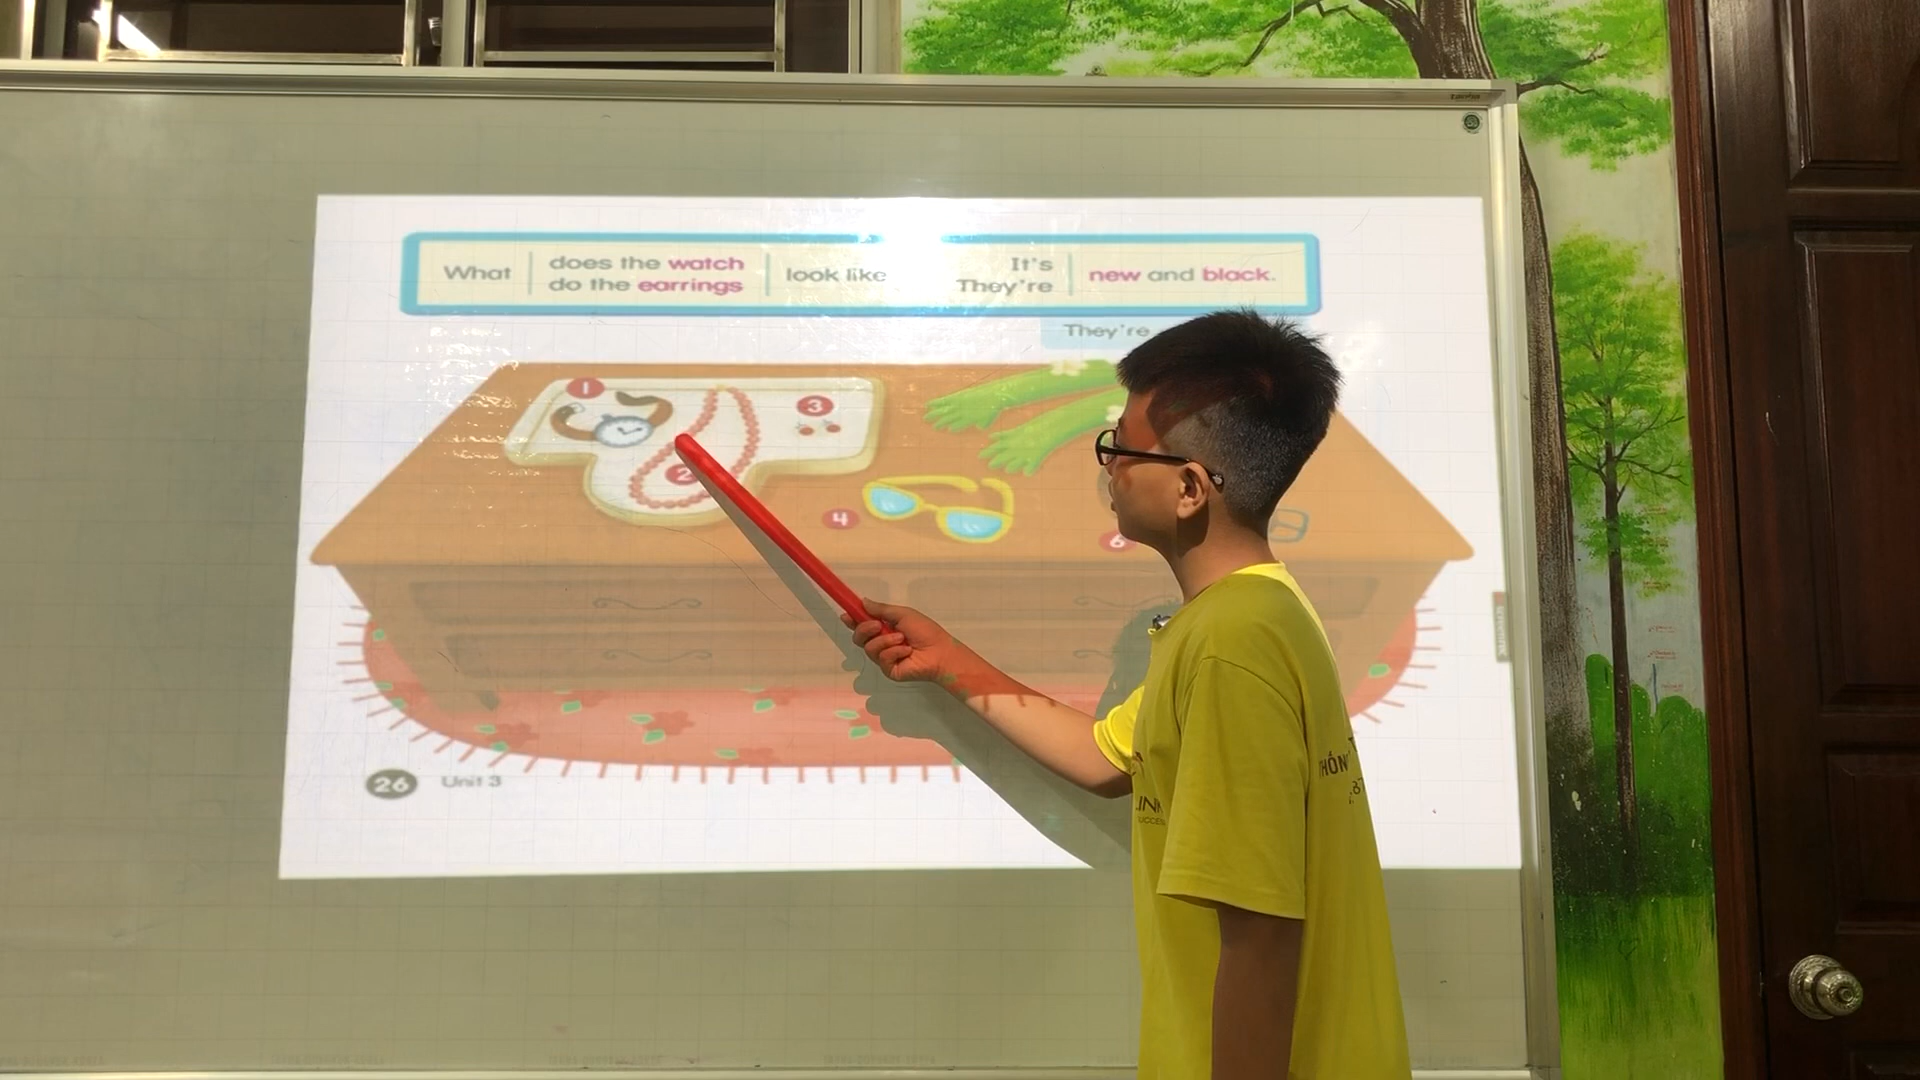 What
does the watch
do the earrings
look like
It's
They're
new and black.
They're
1
2
3
4
6
26 Unit 3